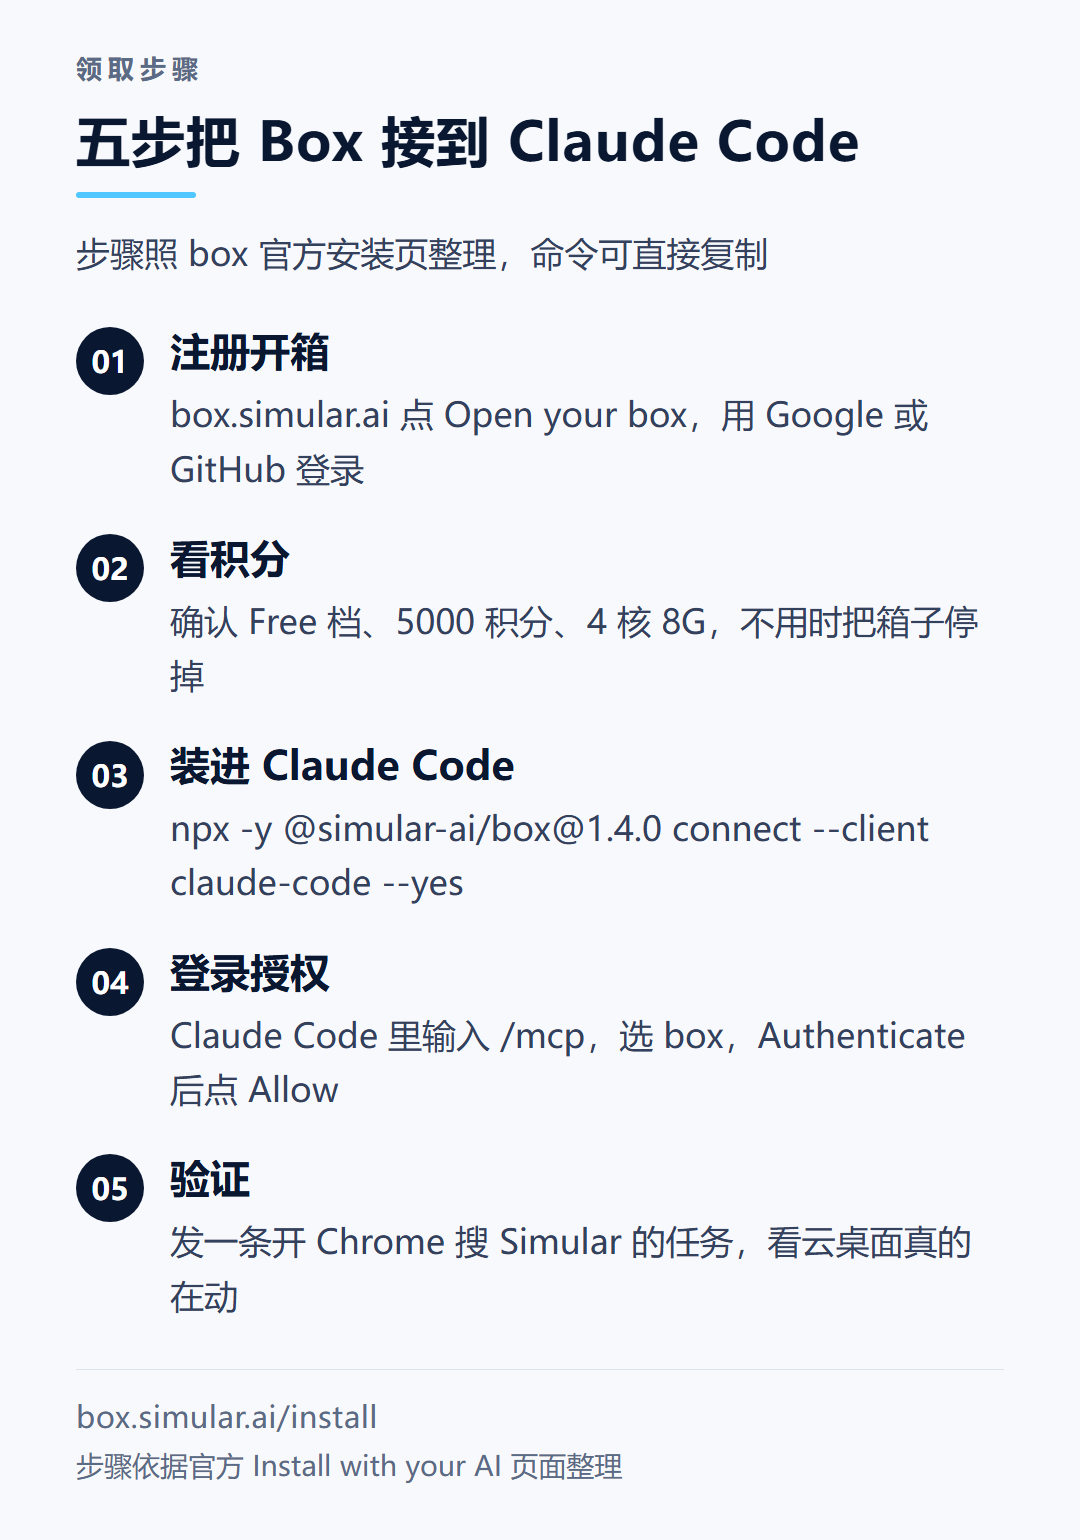 领取步骤
五步把 Box 接到 Claude Code
步骤照 box 官方安装页整理，命令可直接复制
01
注册开箱
box.simular.ai 点 Open your box，用 Google 或
GitHub 登录
02
看积分
确认 Free 档、5000 积分、4 核 8G，不用时把箱子停
掉
03
装进 Claude Code
npx -y @simular-ai/box@1.4.0 connect --client
claude-code --yes
04
登录授权
Claude Code 里输入 /mcp，选 box，Authenticate
后点 Allow
05
验证
发一条开 Chrome 搜 Simular 的任务，看云桌面真的
在动
box.simular.ai/install
步骤依据官方 Install with your AI 页面整理